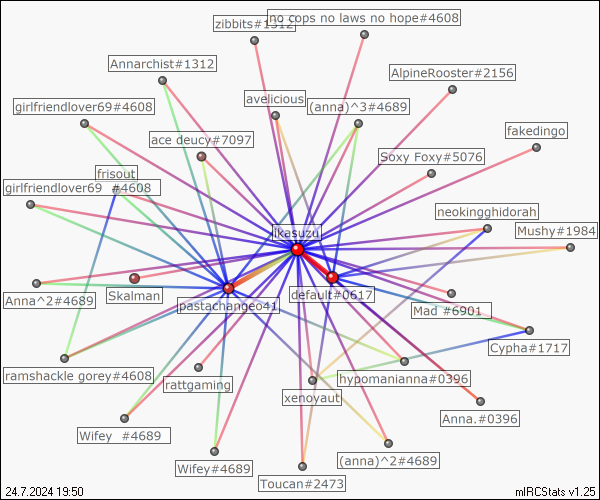 zibbits#1312
no cops no laws no hope#4608
Annarchist#1312
AlpineRooster#2156
girlfriendlover69#4608
avelicious
(anna)^3#4689
ace deucy#7097
fakedingo
Soxy Foxy#5076
frisout
girlfriendlover69 #4608
neokingghidorah
ikasuzu
Mushy#1984
Skalman
default#0617
Anna^2#4689
pastachangeo41
Mad #6901
Cypha#1717
ramshackle gorey#4608
rattgaming
hypomanianna#0396
xenoyaut
Anna.#0396
Wifey #4689
(anna)^2#4689
Wifey#4689
Toucan#2473
24.7.2024 19:50
mIRCStats v1.25